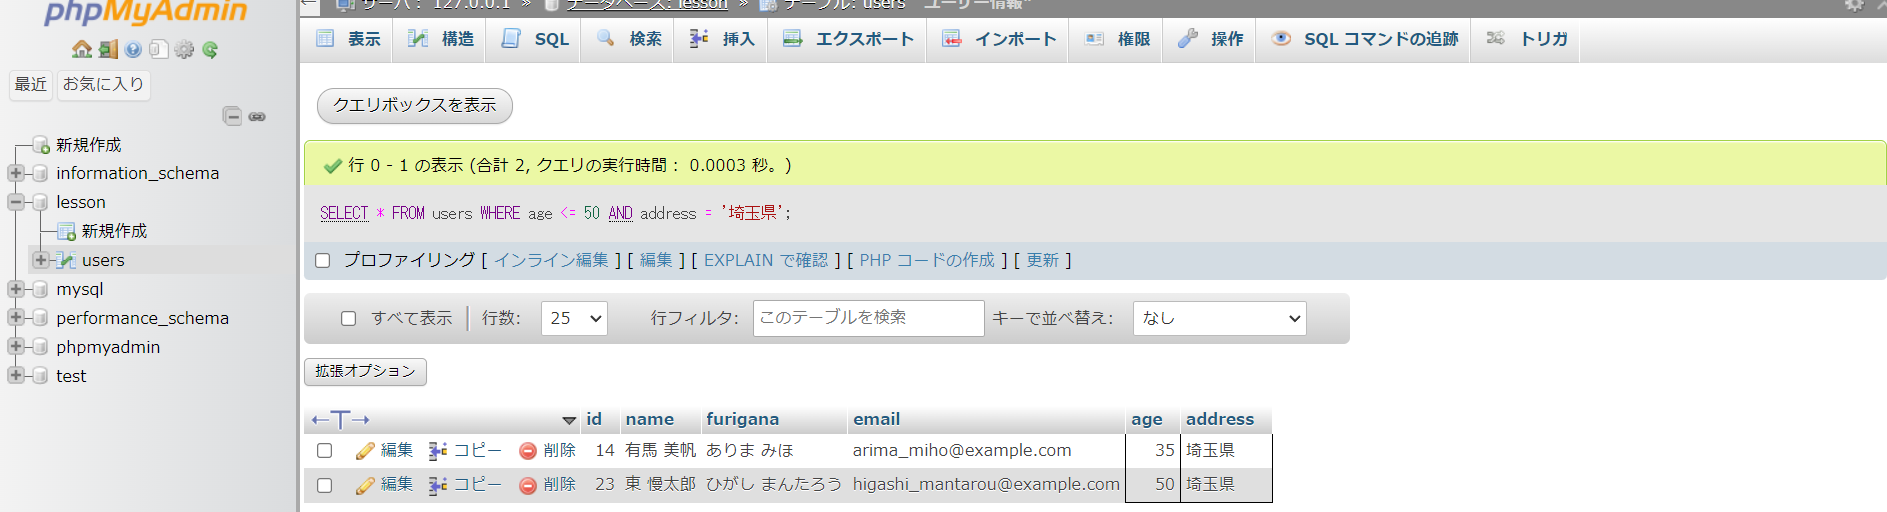 phpMyAdmin
最近 お気に入り
新規作成
information_schema
lesson
新規作成
users
mysql
performance_schema
phpmyadmin
test
サーバ: 127.0.0.1 » データベース: lesson » テーブル: users "ユーザー情報"
表示 構造 SQL 検索 挿入 エクスポート インポート 権限 操作 SQL コマンドの追跡 トリガ
クエリボックスを表示
行 0 - 1 の表示 (合計 2, クエリの実行時間： 0.0003 秒。)
SELECT * FROM users WHERE age <= 50 AND address = '埼玉県';
プロファイリング [ インライン編集 ] [ 編集 ] [ EXPLAIN で確認 ] [ PHP コードの作成 ] [ 更新 ]
すべて表示 行数: 25 行フィルタ: このテーブルを検索 キーで並べ替え: なし
拡張オプション
←T→ id name furigana email age address
編集 コピー 削除 14 有馬 美帆 ありま みほ arima_miho@example.com 35 埼玉県
編集 コピー 削除 23 東 慢太郎 ひがし まんたろう higashi_mantarou@example.com 50 埼玉県